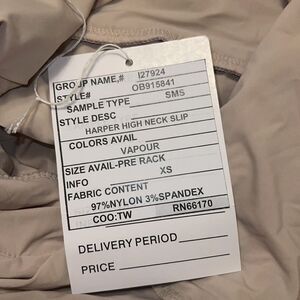 GROUP NAME,# I27924
STYLE# OB915841
SAMPLE TYPE SMS
STYLE DESC
HARPER HIGH NECK SLIP
COLORS AVAIL
VAPOUR
SIZE AVAIL-PRE RACK
INFO XS
FABRIC CONTENT
97%NYLON 3%SPANDEX
COO:TW RN66170
DELIVERY PERIOD
PRICE